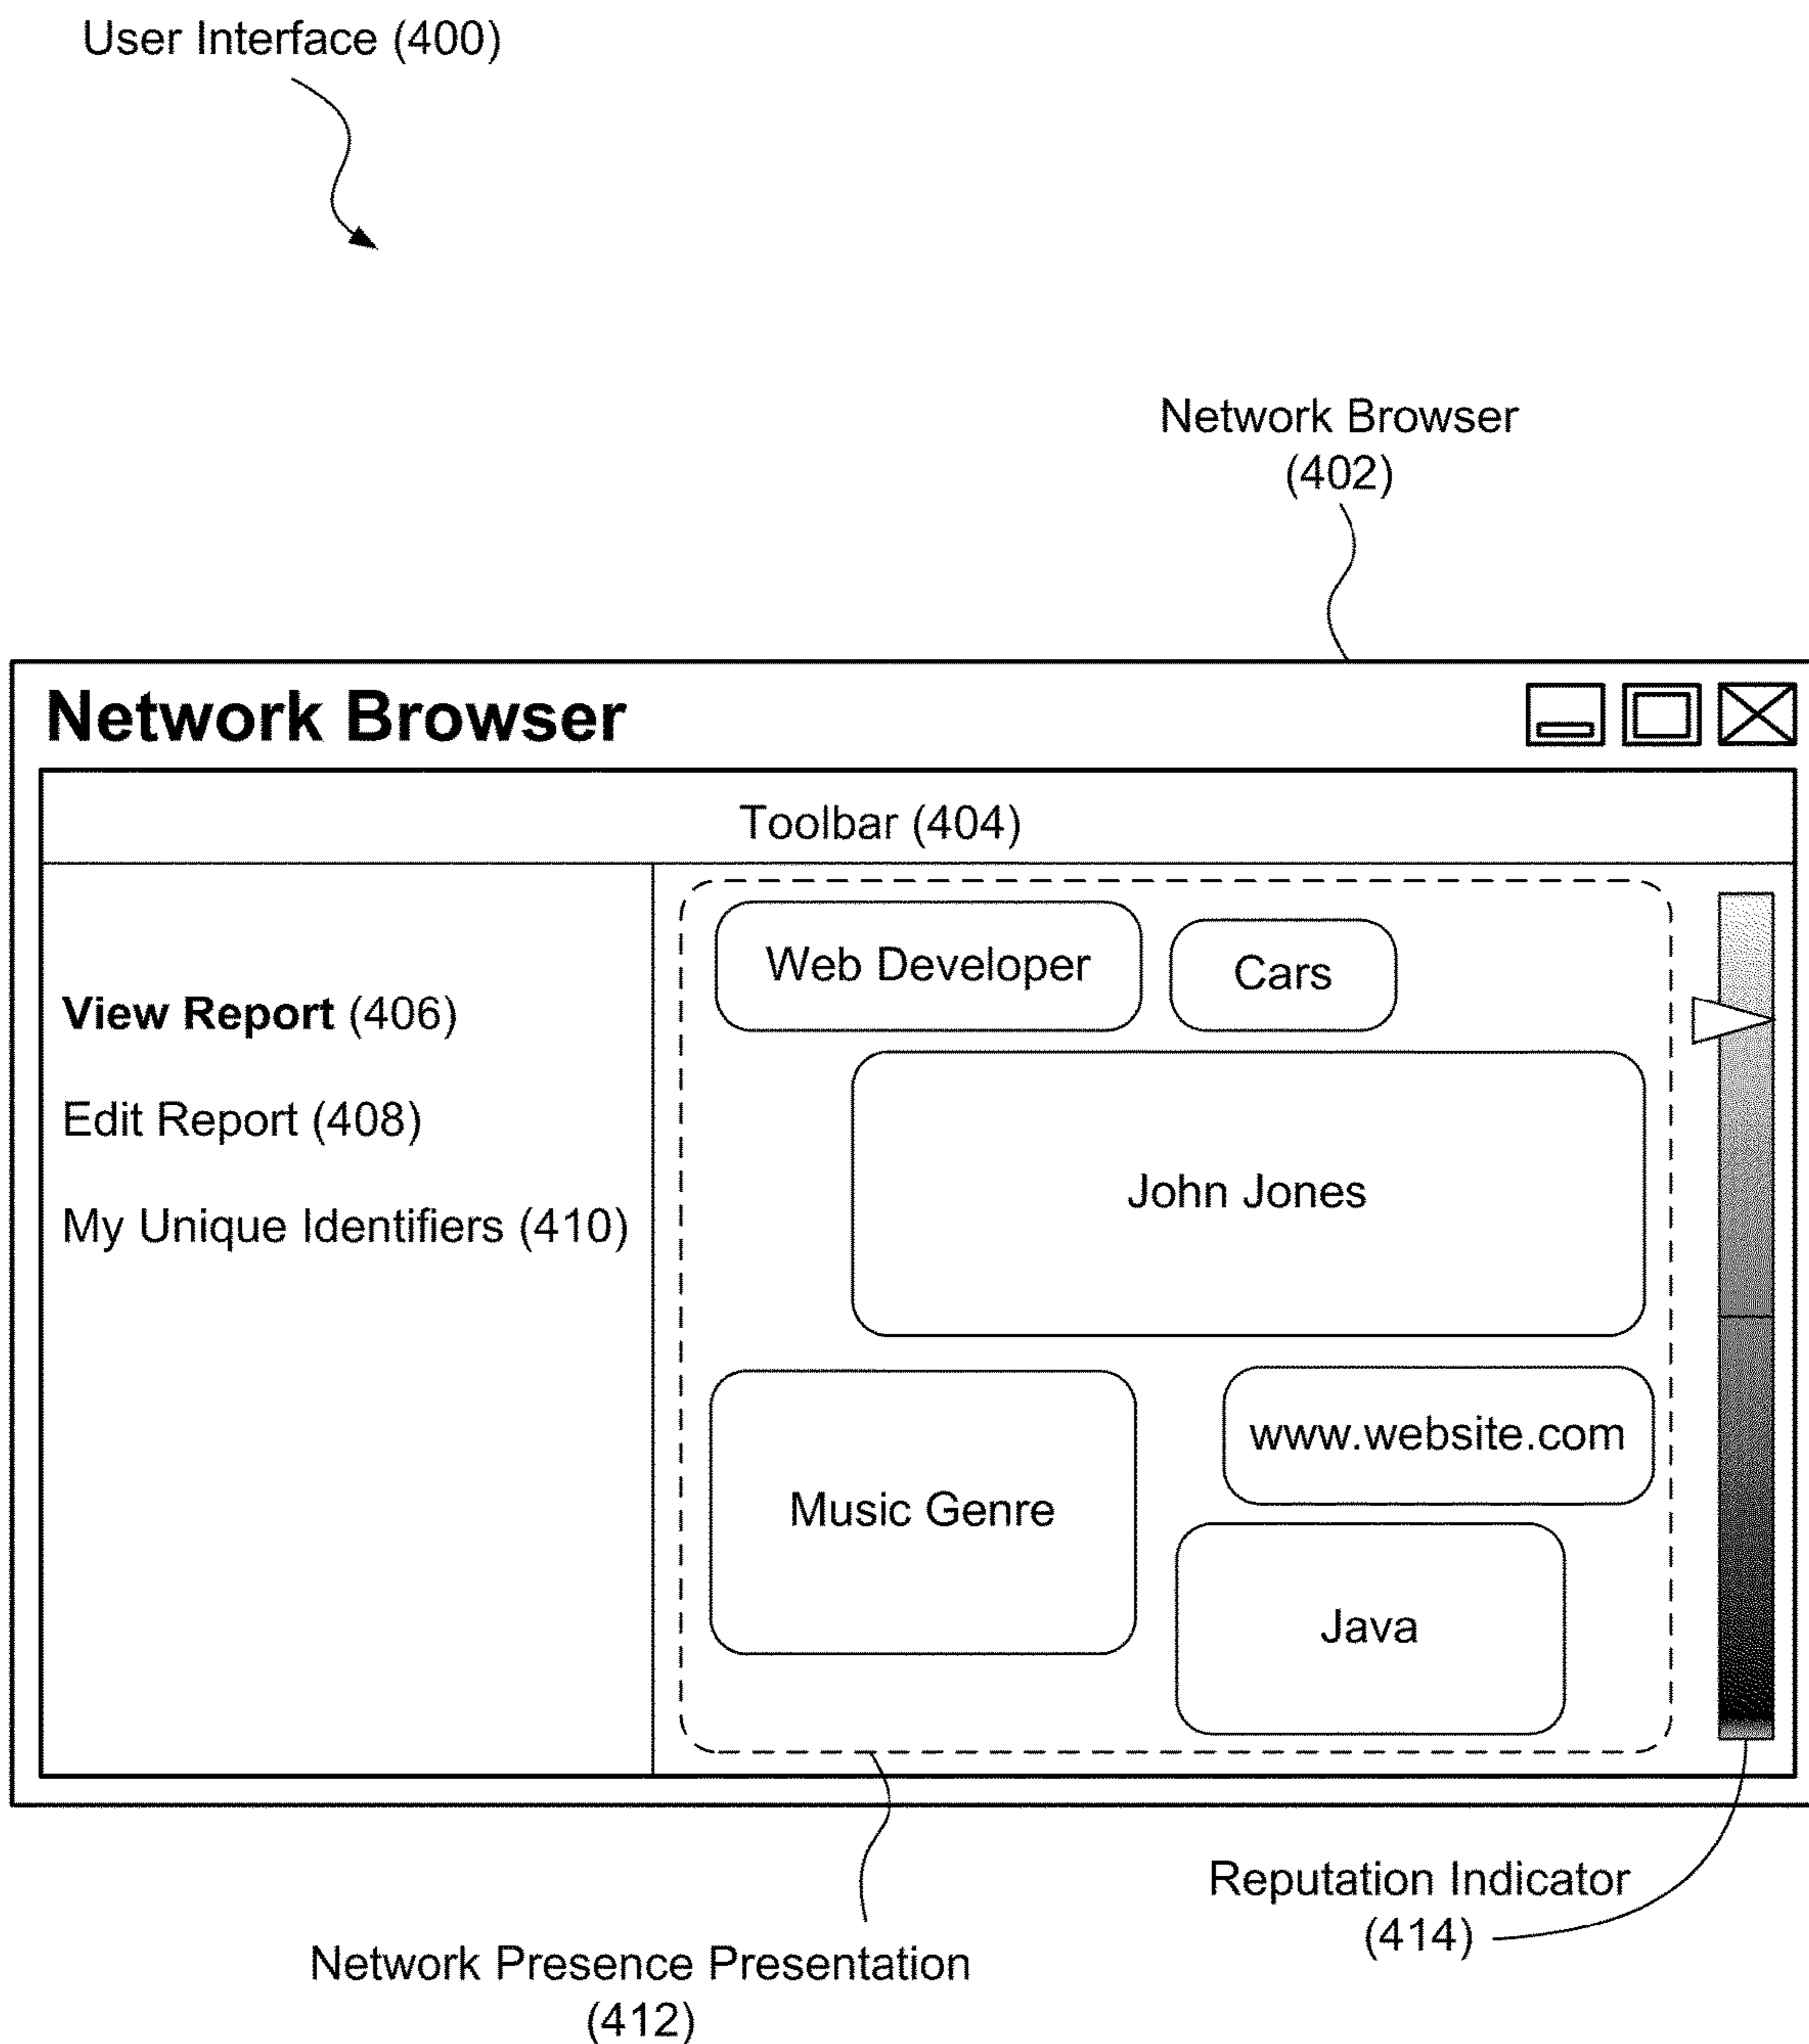 User Interface (400)
Network Browser
(402)
Network Browser
Toolbar (404)
View Report (406)
Edit Report (408)
My Unique Identifiers (410)
Web Developer
Cars
John Jones
Music Genre
www.website.com
Java
Reputation Indicator
(414)
Network Presence Presentation
(412)